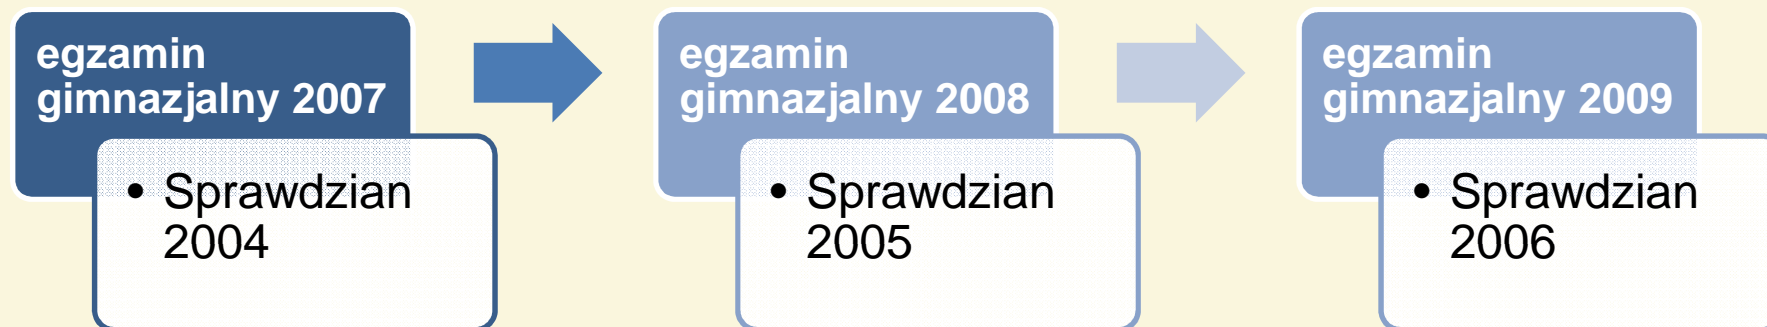 egzamin
gimnazjalny 2007
• Sprawdzian
2004
egzamin
gimnazjalny 2008
• Sprawdzian
2005
egzamin
gimnazjalny 2009
• Sprawdzian
2006